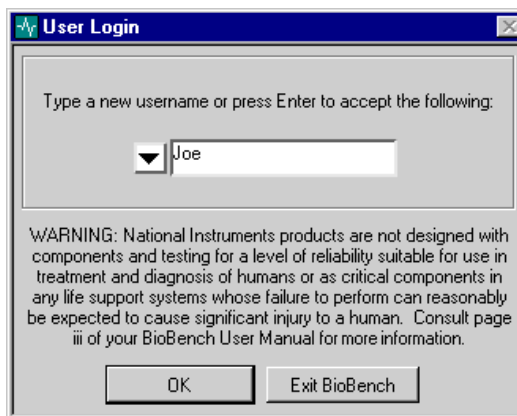 User Login
Type a new username or press Enter to accept the following:
Joe
WARNING: National Instruments products are not designed with
components and testing for a level of reliability suitable for use in
treatment and diagnosis of humans or as critical components in
any life support systems whose failure to perform can reasonably
be expected to cause significant injury to a human.  Consult page
iii of your BioBench User Manual for more information.
OK
Exit BioBench